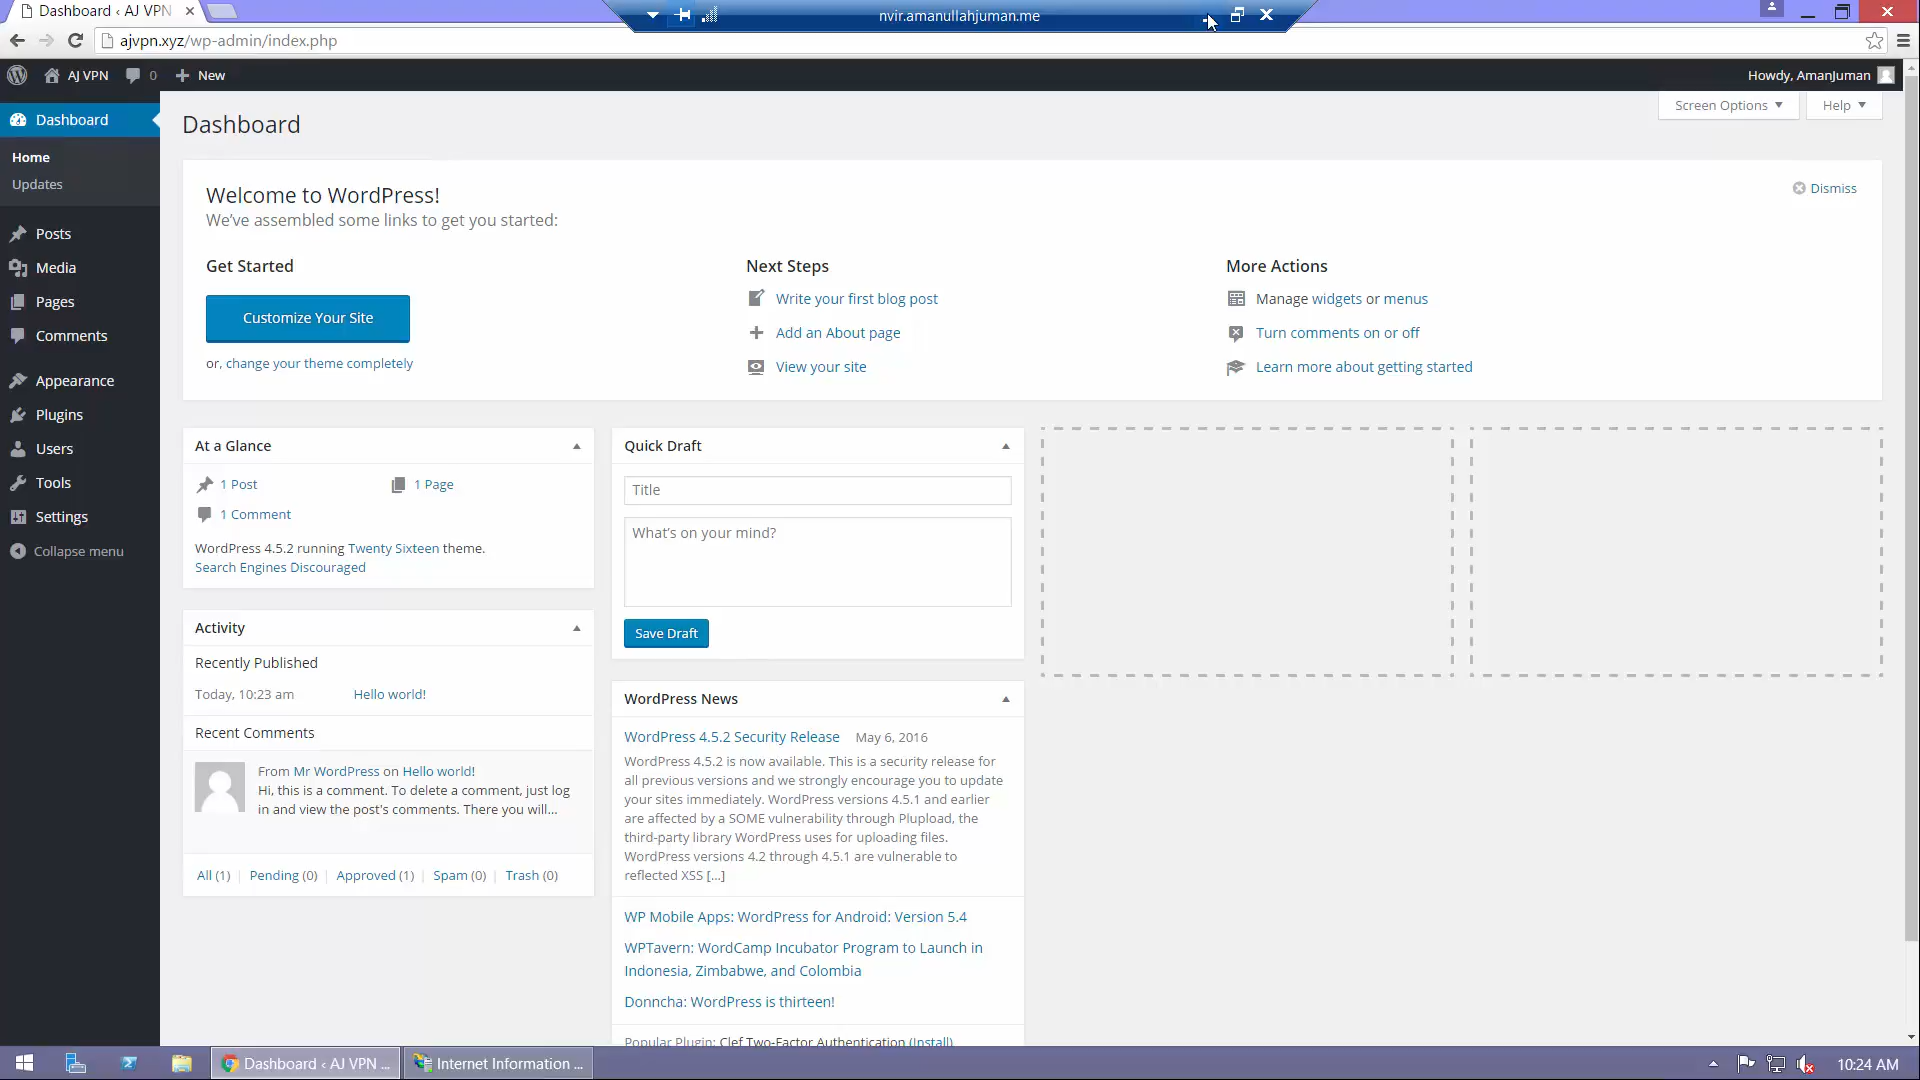 Dashboard ‹ AJ VPN
nvir.amanullahjuman.me
ajvpn.xyz/wp-admin/index.php
AJ VPN
0
New
Howdy, AmanJuman
Dashboard
Home
Updates
Posts
Media
Pages
Comments
Appearance
Plugins
Users
Tools
Settings
Collapse menu
Screen Options
Help
Dashboard
Welcome to WordPress!
We've assembled some links to get you started:
Dismiss
Get Started
Customize Your Site
or, change your theme completely
Next Steps
Write your first blog post
Add an About page
View your site
More Actions
Manage widgets or menus
Turn comments on or off
Learn more about getting started
At a Glance
1 Post
1 Page
1 Comment
WordPress 4.5.2 running Twenty Sixteen theme.
Search Engines Discouraged
Activity
Recently Published
Today, 10:23 am
Hello world!
Recent Comments
From Mr WordPress on Hello world!
Hi, this is a comment. To delete a comment, just log
in and view the post's comments. There you will...
All (1) | Pending (0) | Approved (1) | Spam (0) | Trash (0)
Quick Draft
Title
What's on your mind?
Save Draft
WordPress News
WordPress 4.5.2 Security Release May 6, 2016
WordPress 4.5.2 is now available. This is a security release for
all previous versions and we strongly encourage you to update
your sites immediately. WordPress versions 4.5.1 and earlier
are affected by a SOME vulnerability through Plupload, the
third-party library WordPress uses for uploading files.
WordPress versions 4.2 through 4.5.1 are vulnerable to
reflected XSS [...]
WP Mobile Apps: WordPress for Android: Version 5.4
WPTavern: WordCamp Incubator Program to Launch in
Indonesia, Zimbabwe, and Colombia
Donncha: WordPress is thirteen!
Popular Plugin: Clef Two-Factor Authentication (Install)
Dashboard ‹ AJ VPN ...
Internet Information ...
10:24 AM